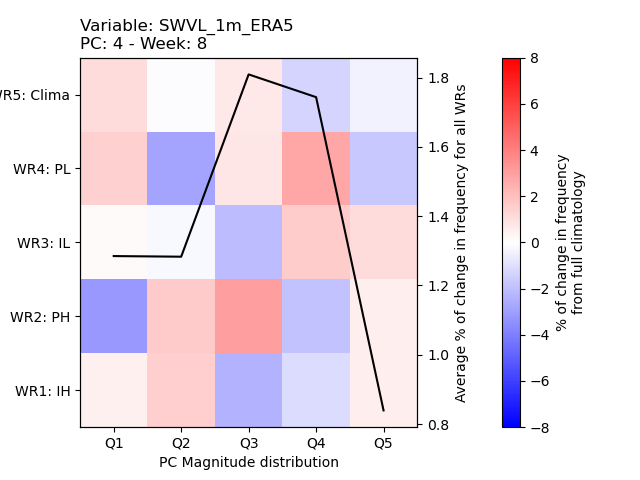 Variable: SWVL_1m_ERA5
PC: 4 - Week: 8
R5: Clima
WR4: PL
WR3: IL
WR2: PH
WR1: IH
Q1 Q2 Q3 Q4 Q5
PC Magnitude distribution
1.8
1.6
1.4
1.2
1.0
0.8
Average % of change in frequency for all WRs
8
6
4
2
0
−2
−4
−6
−8
% of change in frequency
from full climatology